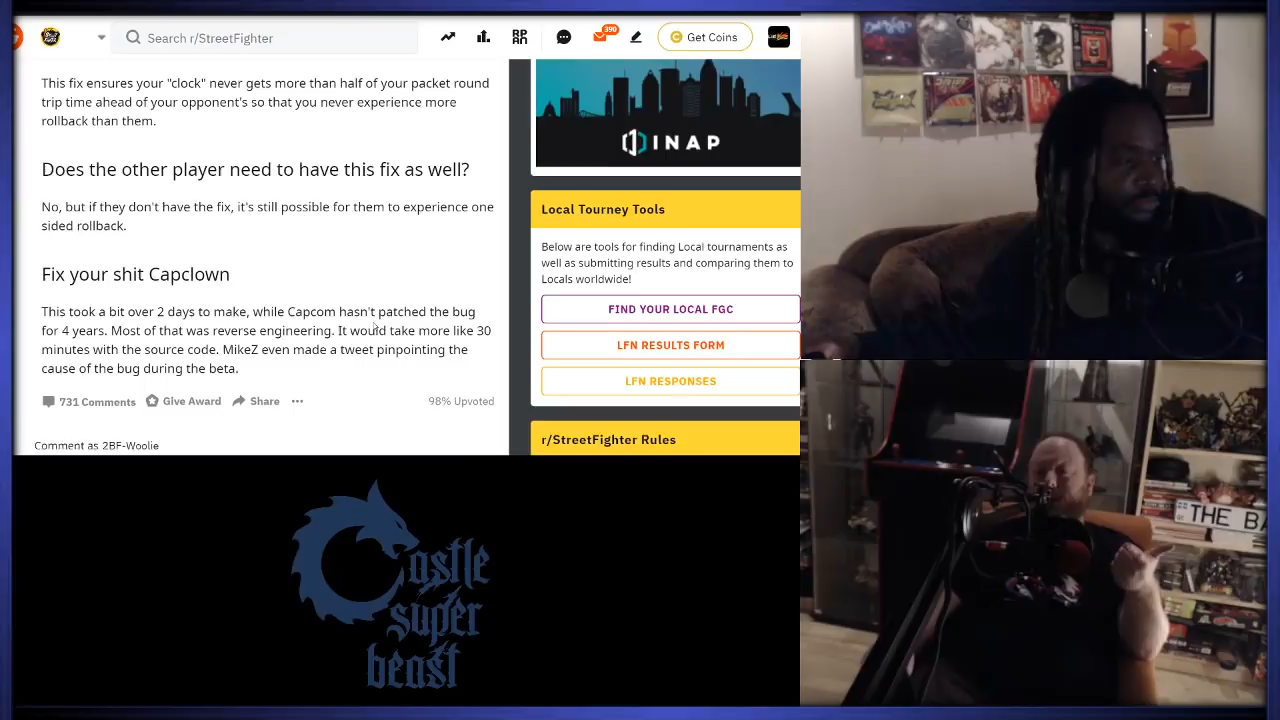 Search r/StreetFighter
390
Get Coins
This fix ensures your "clock" never gets more than half of your packet round
trip time ahead of your opponent's so that you never experience more
rollback than them.
Does the other player need to have this fix as well?
No, but if they don't have the fix, it's still possible for them to experience one
sided rollback.
Fix your shit Capclown
This took a bit over 2 days to make, while Capcom hasn't patched the bug
for 4 years. Most of that was reverse engineering. It would take more like 30
minutes with the source code. MikeZ even made a tweet pinpointing the
cause of the bug during the beta.
731 Comments
Give Award
Share
98% Upvoted
Comment as 2BF-Woolie
INAP
Local Tourney Tools
Below are tools for finding Local tournaments as
well as submitting results and comparing them to
Locals worldwide!
FIND YOUR LOCAL FGC
LFN RESULTS FORM
LFN RESPONSES
r/StreetFighter Rules
Castle
super
beast
THE BA